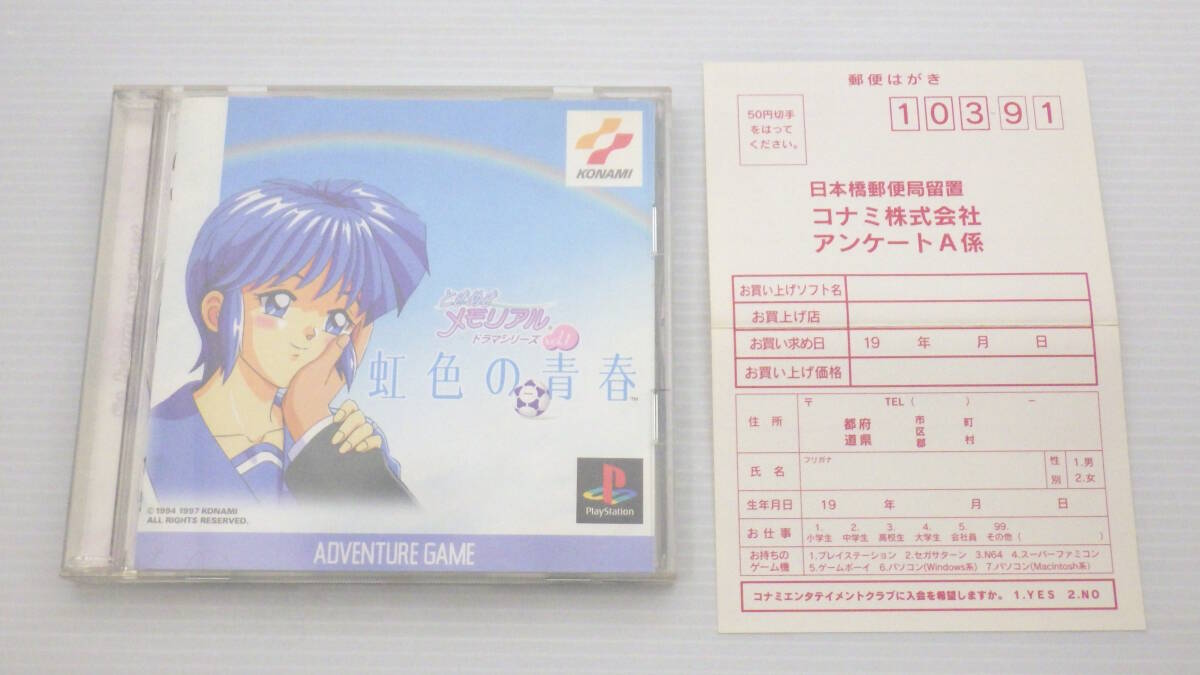 KONAMI
ときめき
メモリアル
ドラマシリーズ
vol.1
虹色の青春
TM
PlayStation
© 1994 1997 KONAMI
ALL RIGHTS RESERVED.
ADVENTURE GAME
郵便はがき
50円切手
をはって
ください。
10391
日本橋郵便局留置
コナミ株式会社
アンケートA係
お買い上げソフト名
お買上げ店
お買い求め日 19 年 月 日
お買い上げ価格
住所 〒 TEL ( ) −
都府 市 町
道県 区 村
郡
フリガナ
氏名 性別 1.男
2.女
生年月日 19 年 月 日
お仕事 1.小学生 2.中学生 3.高校生 4.大学生 5.会社員 99.その他( )
お持ちの
ゲーム機
1.プレイステーション 2.セガサターン 3.N64 4.スーパーファミコン
5.ゲームボーイ 6.パソコン(Windows系) 7.パソコン(Macintosh系)
コナミエンタテイメントクラブに入会を希望しますか。 1.YES 2.NO